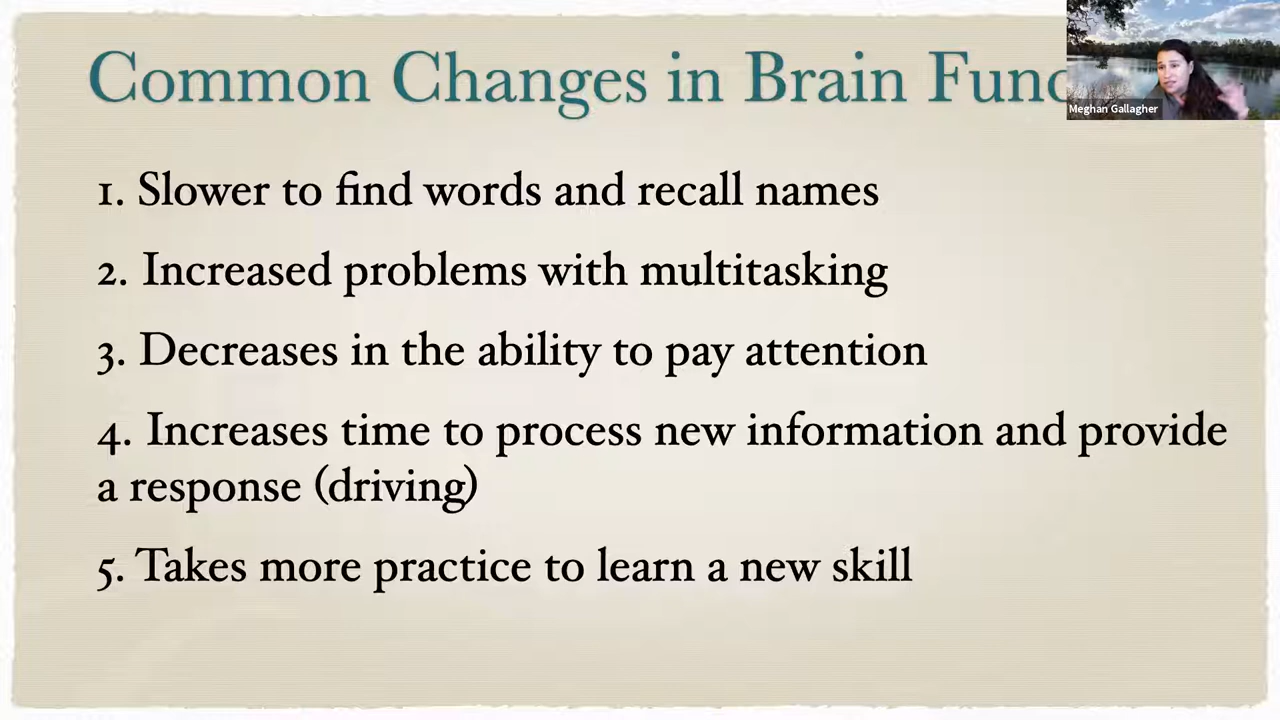 Common Changes in Brain Func
Meghan Gallagher
1. Slower to find words and recall names
2. Increased problems with multitasking
3. Decreases in the ability to pay attention
4. Increases time to process new information and provide
a response (driving)
5. Takes more practice to learn a new skill